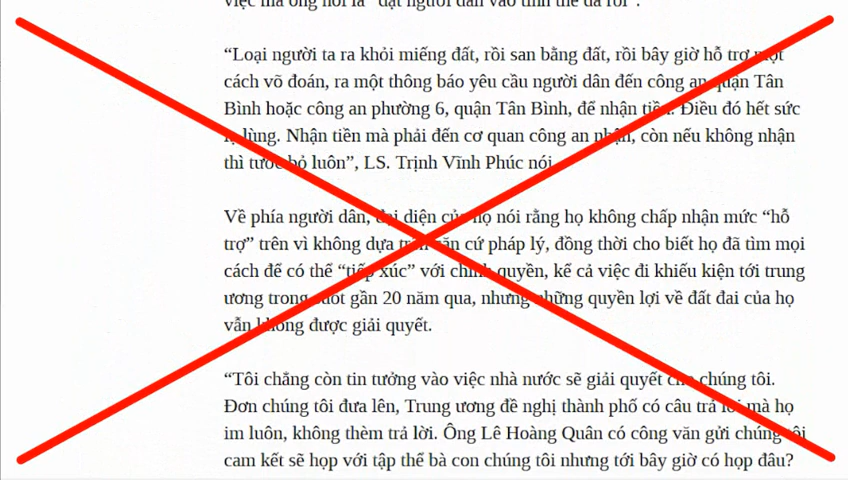 việc mà ông nói là “đặt người dân vào tình thế đã rồi”.
“Loại người ta ra khỏi miếng đất, rồi san bằng đất, rồi bây giờ hỗ trợ một
cách võ đoán, ra một thông báo yêu cầu người dân đến công an quận Tân
Bình hoặc công an phường 6, quận Tân Bình, để nhận tiền. Điều đó hết sức
lạ lùng. Nhận tiền mà phải đến cơ quan công an nhận, còn nếu không nhận
thì tước bỏ luôn”, LS. Trịnh Vĩnh Phúc nói.
Về phía người dân, đại diện của họ nói rằng họ không chấp nhận mức “hỗ
trợ” trên vì không dựa trên căn cứ pháp lý, đồng thời cho biết họ đã tìm mọi
cách để có thể “tiếp xúc” với chính quyền, kể cả việc đi khiếu kiện tới trung
ương trong suốt gần 20 năm qua, nhưng những quyền lợi về đất đai của họ
vẫn không được giải quyết.
“Tôi chẳng còn tin tưởng vào việc nhà nước sẽ giải quyết cho chúng tôi.
Đơn chúng tôi đưa lên, Trung ương đề nghị thành phố có câu trả lời mà họ
im luôn, không thèm trả lời. Ông Lê Hoàng Quân có công văn gửi chúng tôi
cam kết sẽ họp với tập thể bà con chúng tôi nhưng tới bây giờ có họp đâu?